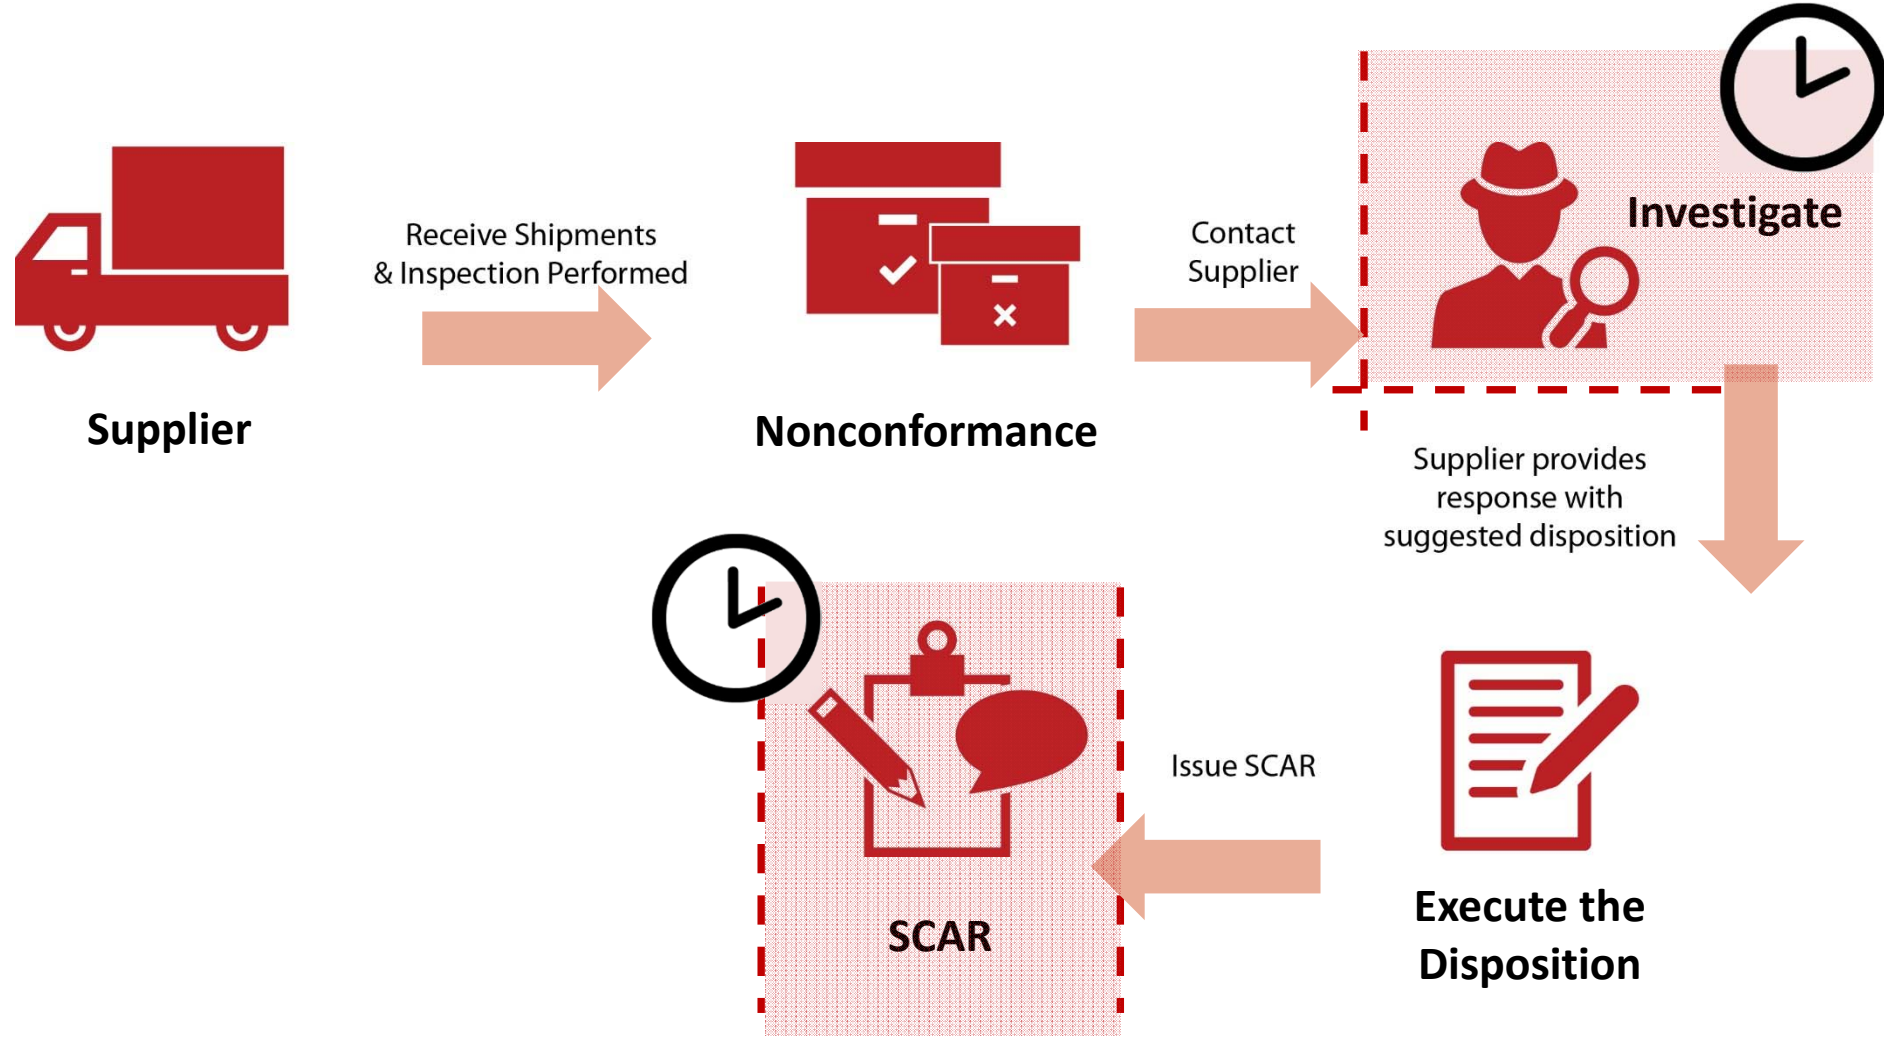 Receive Shipments
& Inspection Performed
Supplier
Nonconformance
Contact
Supplier
Investigate
Supplier provides
response with
suggested disposition
Execute the
Disposition
Issue SCAR
SCAR